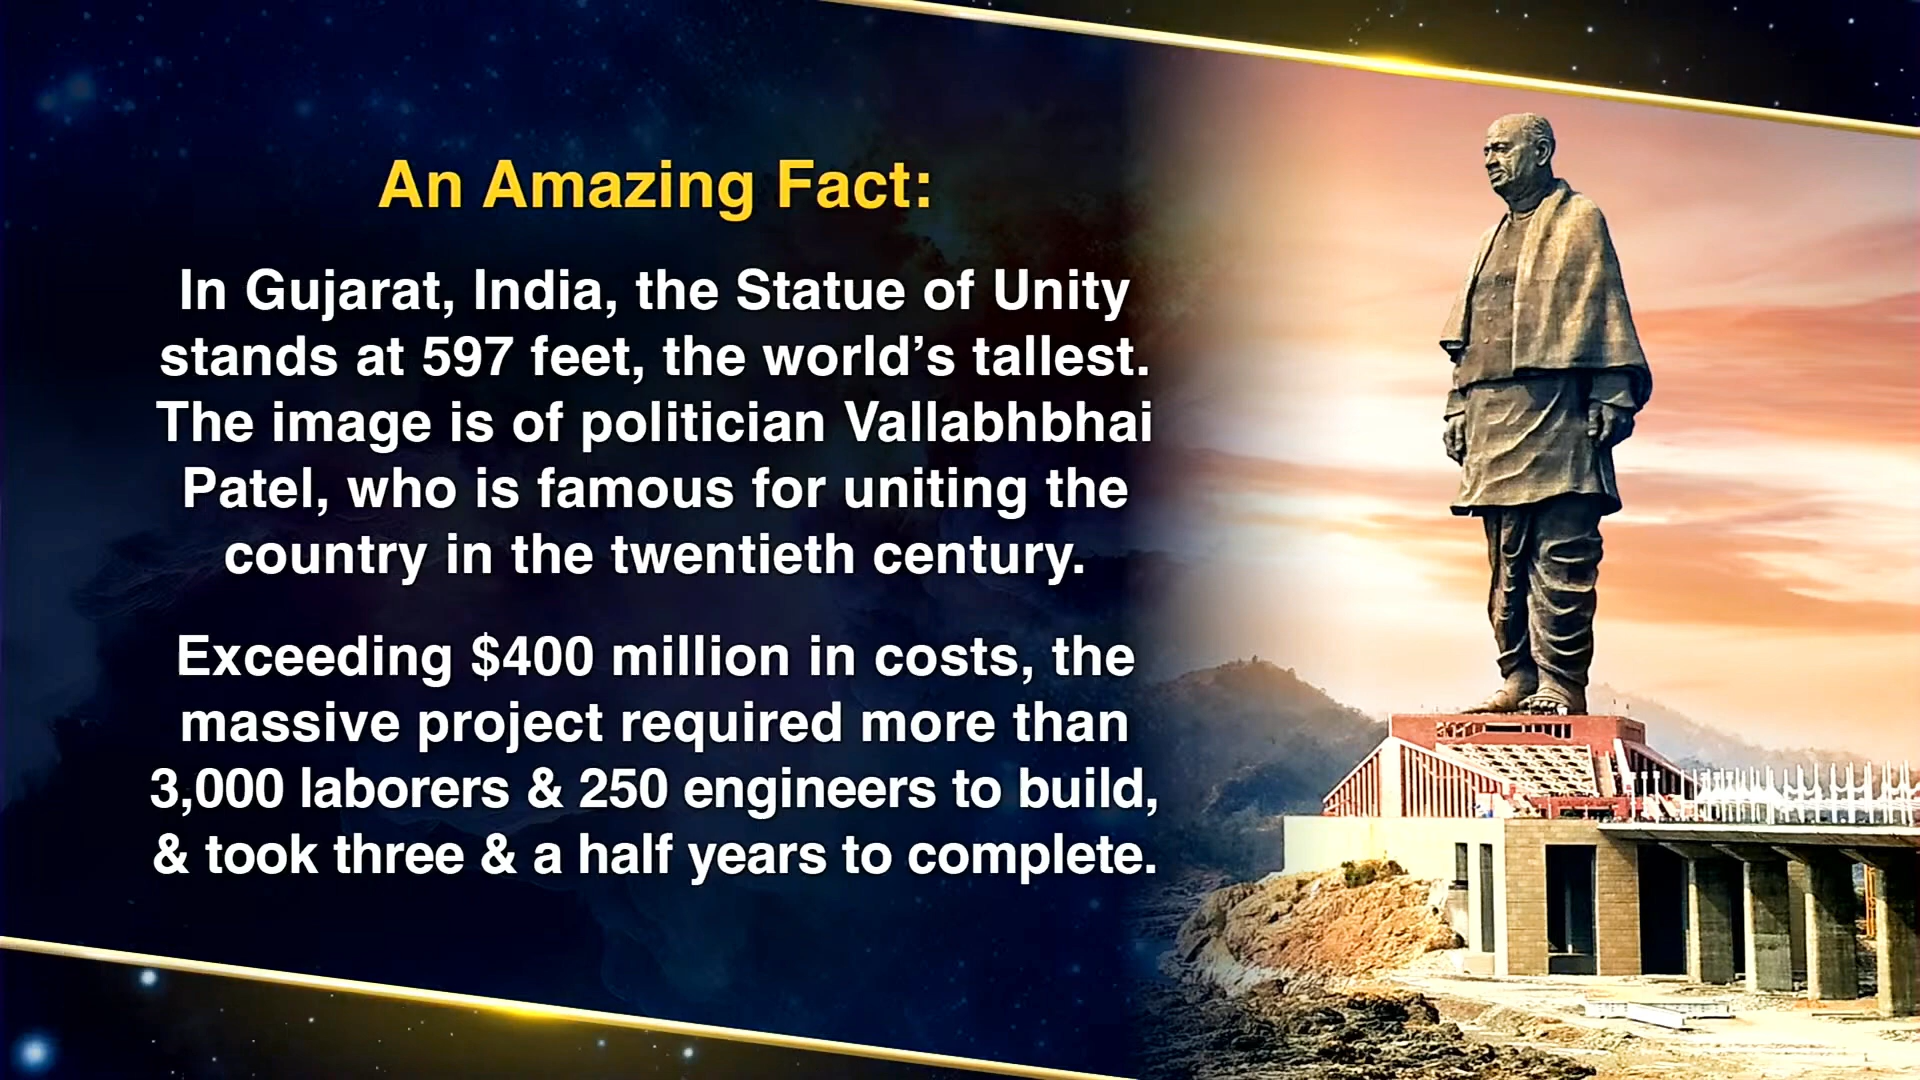 An Amazing Fact:
In Gujarat, India, the Statue of Unity
stands at 597 feet, the world’s tallest.
The image is of politician Vallabhbhai
Patel, who is famous for uniting the
country in the twentieth century.
Exceeding $400 million in costs, the
massive project required more than
3,000 laborers & 250 engineers to build,
& took three & a half years to complete.